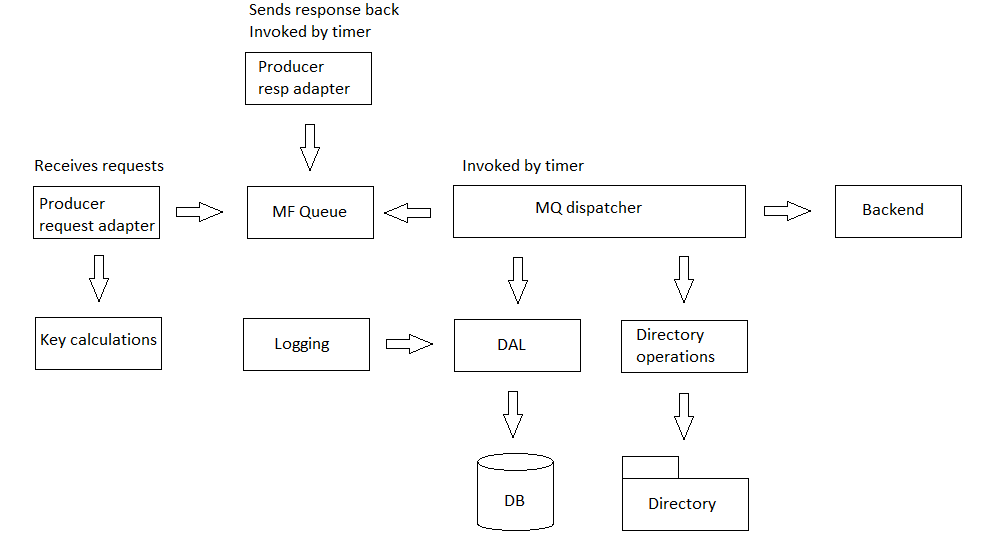 Sends response back
Invoked by timer
Producer
resp adapter
Receives requests
Invoked by timer
Producer
request adapter
MF Queue
MQ dispatcher
Backend
Key calculations
Logging
DAL
Directory
operations
DB
Directory